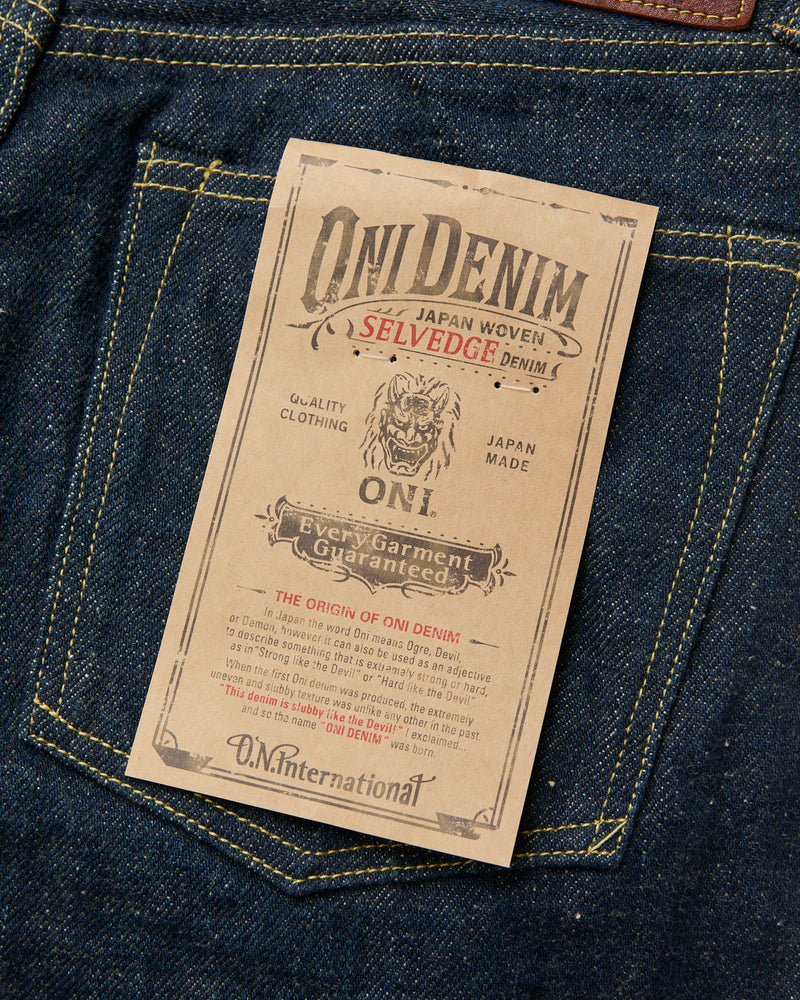 ONI DENIM
JAPAN WOVEN
SELVEDGE DENIM
QUALITY
CLOTHING
JAPAN
MADE
ONI®
Every Garment
Guaranteed
THE ORIGIN OF ONI DENIM
In Japan the word Oni means Ogre, Devil,
or Demon, however it can also be used as an adjective
to describe something that is extremely strong or hard,
as in "Strong like the Devil" or "Hard like the Devil".
When the first Oni denim was produced, the extremely
uneven and slubby texture was unlike any other in the past.
"This denim is slubby like the Devil!" I exclaimed...
and so the name "ONI DENIM" was born.
O.N.International